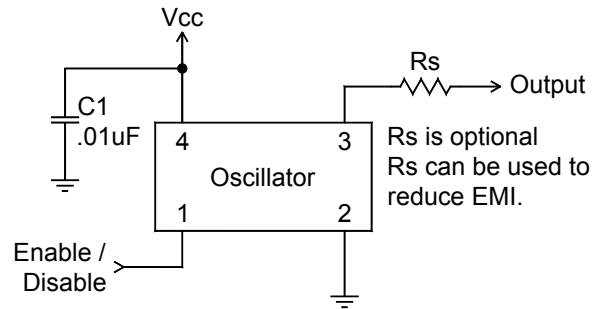 Vcc
Rs
Output
C1
.01uF
4
3
Rs is optional
Rs can be used to
reduce EMI.
Oscillator
1
2
Enable /
Disable